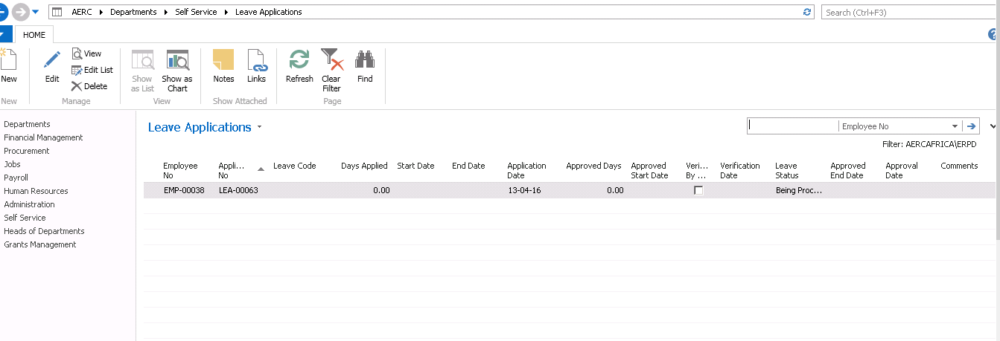 AERC Departments Self Service Leave Applications Search (Ctrl+F3)
HOME
New
Edit
View
Edit List
Delete
Show as List
Show as Chart
Notes
Links
Refresh
Clear Filter
Find
New Manage View Show Attached Page
Departments
Financial Management
Procurement
Jobs
Payroll
Human Resources
Administration
Self Service
Heads of Departments
Grants Management
Leave Applications
Employee No
Filter: AERCAFRICA\ERPD
Employee No Appli... No Leave Code Days Applied Start Date End Date Application Date Approved Days Approved Start Date Veri... By ... Verification Date Leave Status Approved End Date Approval Date Comments
EMP-00038 LEA-00063 0.00 13-04-16 0.00 Being Proc...